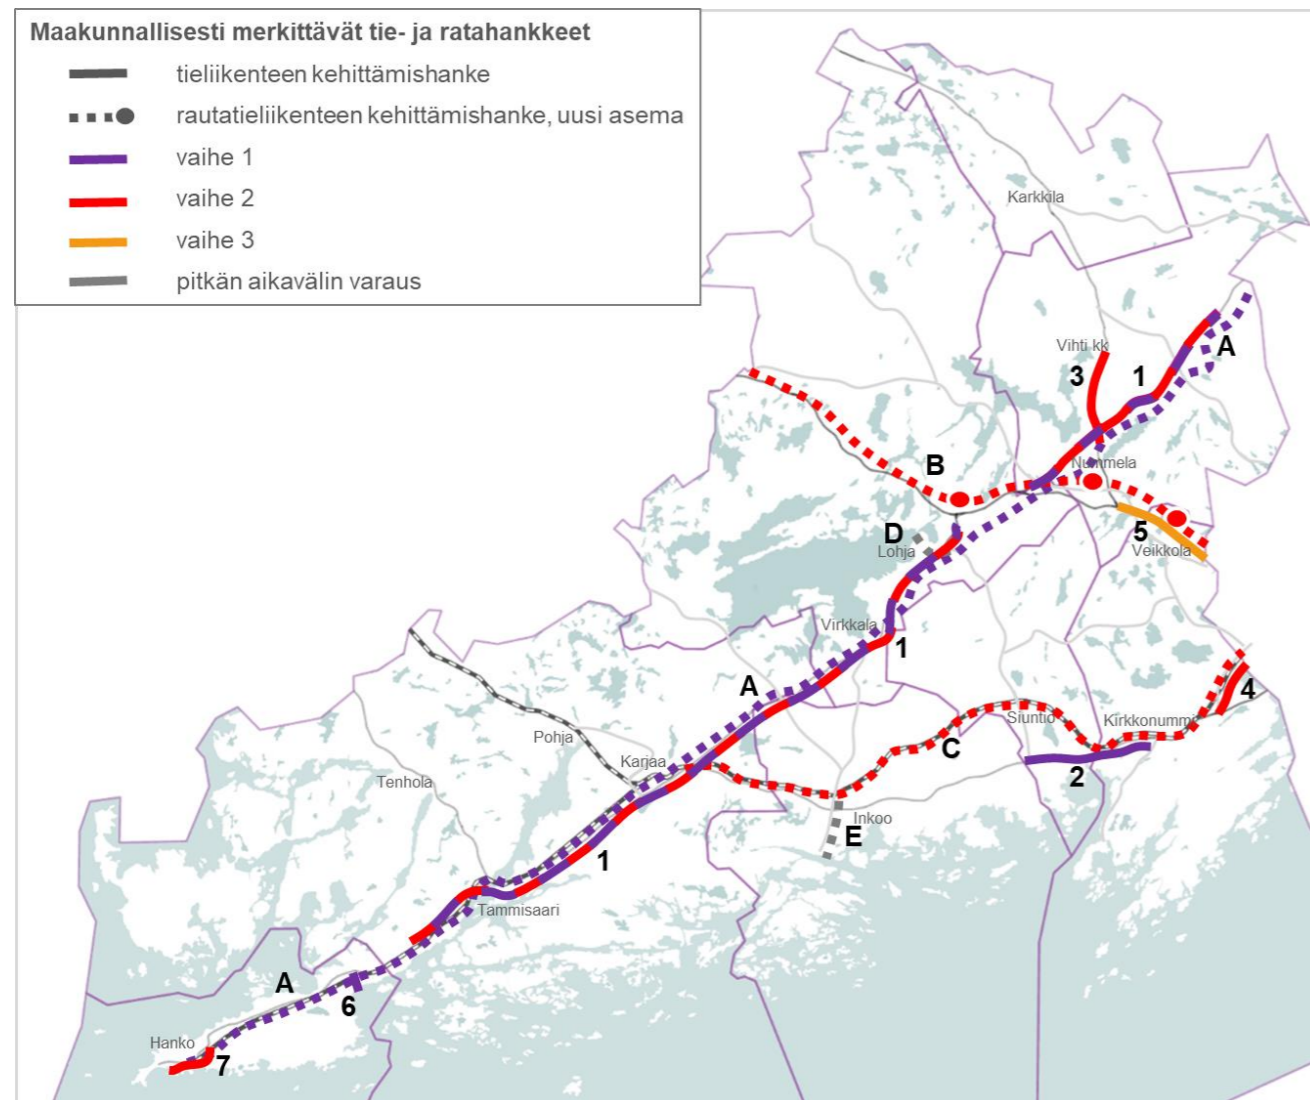 Maakunnallisesti merkittävät tie- ja ratahankkeet
tieliikenteen kehittämishanke
rautatieliikenteen kehittämishanke, uusi asema
vaihe 1
vaihe 2
vaihe 3
pitkän aikavälin varaus
Karkkila
Vihti kk
A
3
1
B
Nummela
D
Lohja
5
Veikkola
Virkkala
1
A
4
Siuntio
Kirkkonummi
C
Pohja
Karjaa
2
Tenhola
Inkoo
E
1
Tammisaari
A
6
Hanko
7